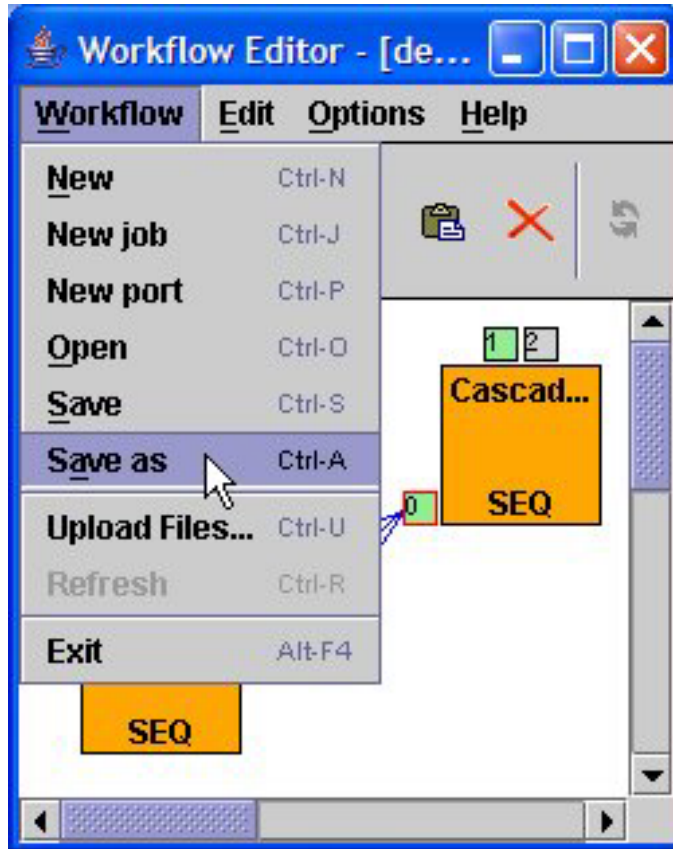 Workflow Editor - [de...
Workflow Edit Options Help
New Ctrl-N
New job Ctrl-J
New port Ctrl-P
Open Ctrl-O
Save Ctrl-S
Save as Ctrl-A
Upload Files... Ctrl-U
Refresh Ctrl-R
Exit Alt-F4
1 2
Cascad...
0
SEQ
SEQ